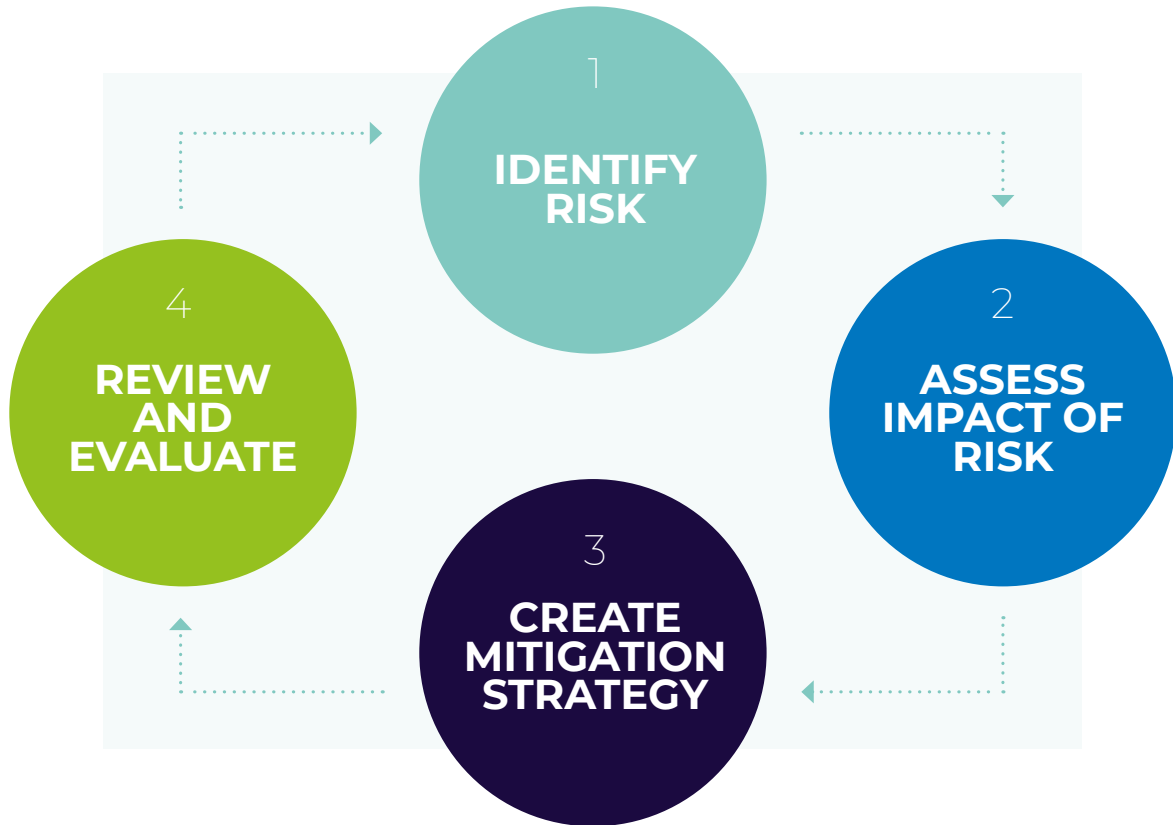 1
IDENTIFY
RISK
2
ASSESS
IMPACT OF
RISK
3
CREATE
MITIGATION
STRATEGY
4
REVIEW
AND
EVALUATE